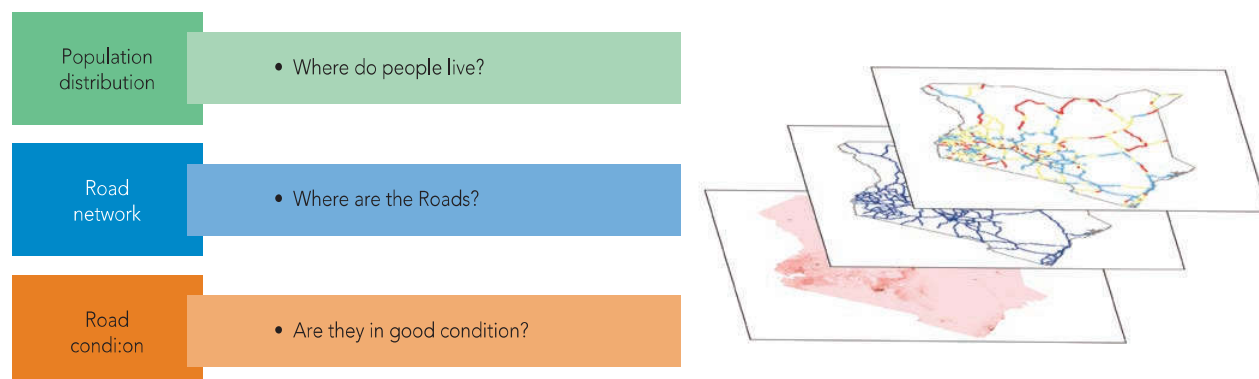 Population
distribution
• Where do people live?
Road
network
• Where are the Roads?
Road
condi:on
• Are they in good condition?